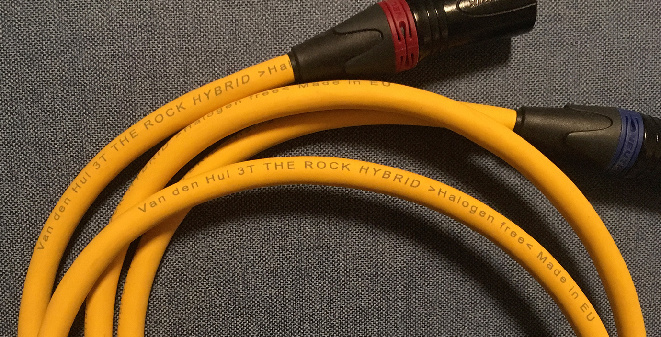 Van den Hul 3T THE ROCK HYBRID >Hal
Halogen free< Made in EU
Van den Hul 3T THE ROCK HYBRID >Halogen free< Made in EU